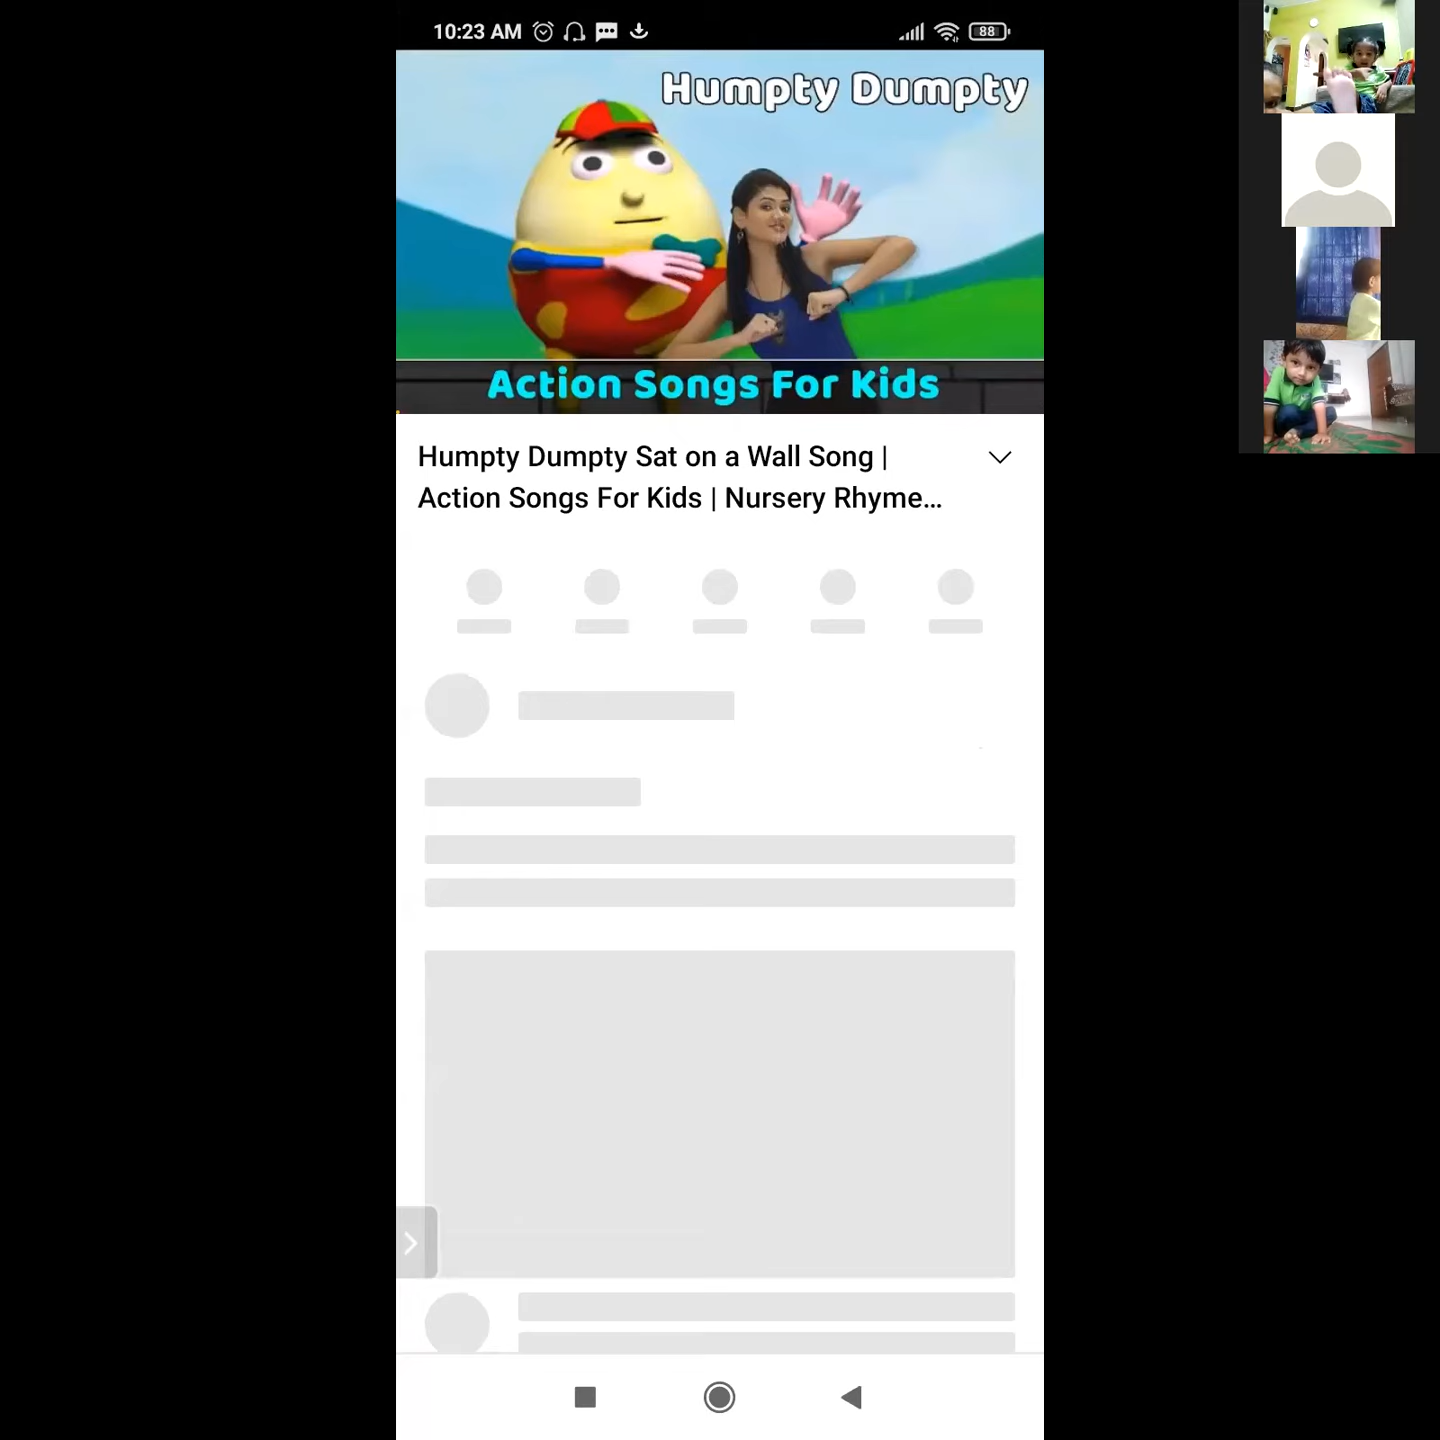 10:23 AM
88
Humpty Dumpty
Action Songs For Kids
Humpty Dumpty Sat on a Wall Song |
Action Songs For Kids | Nursery Rhyme...